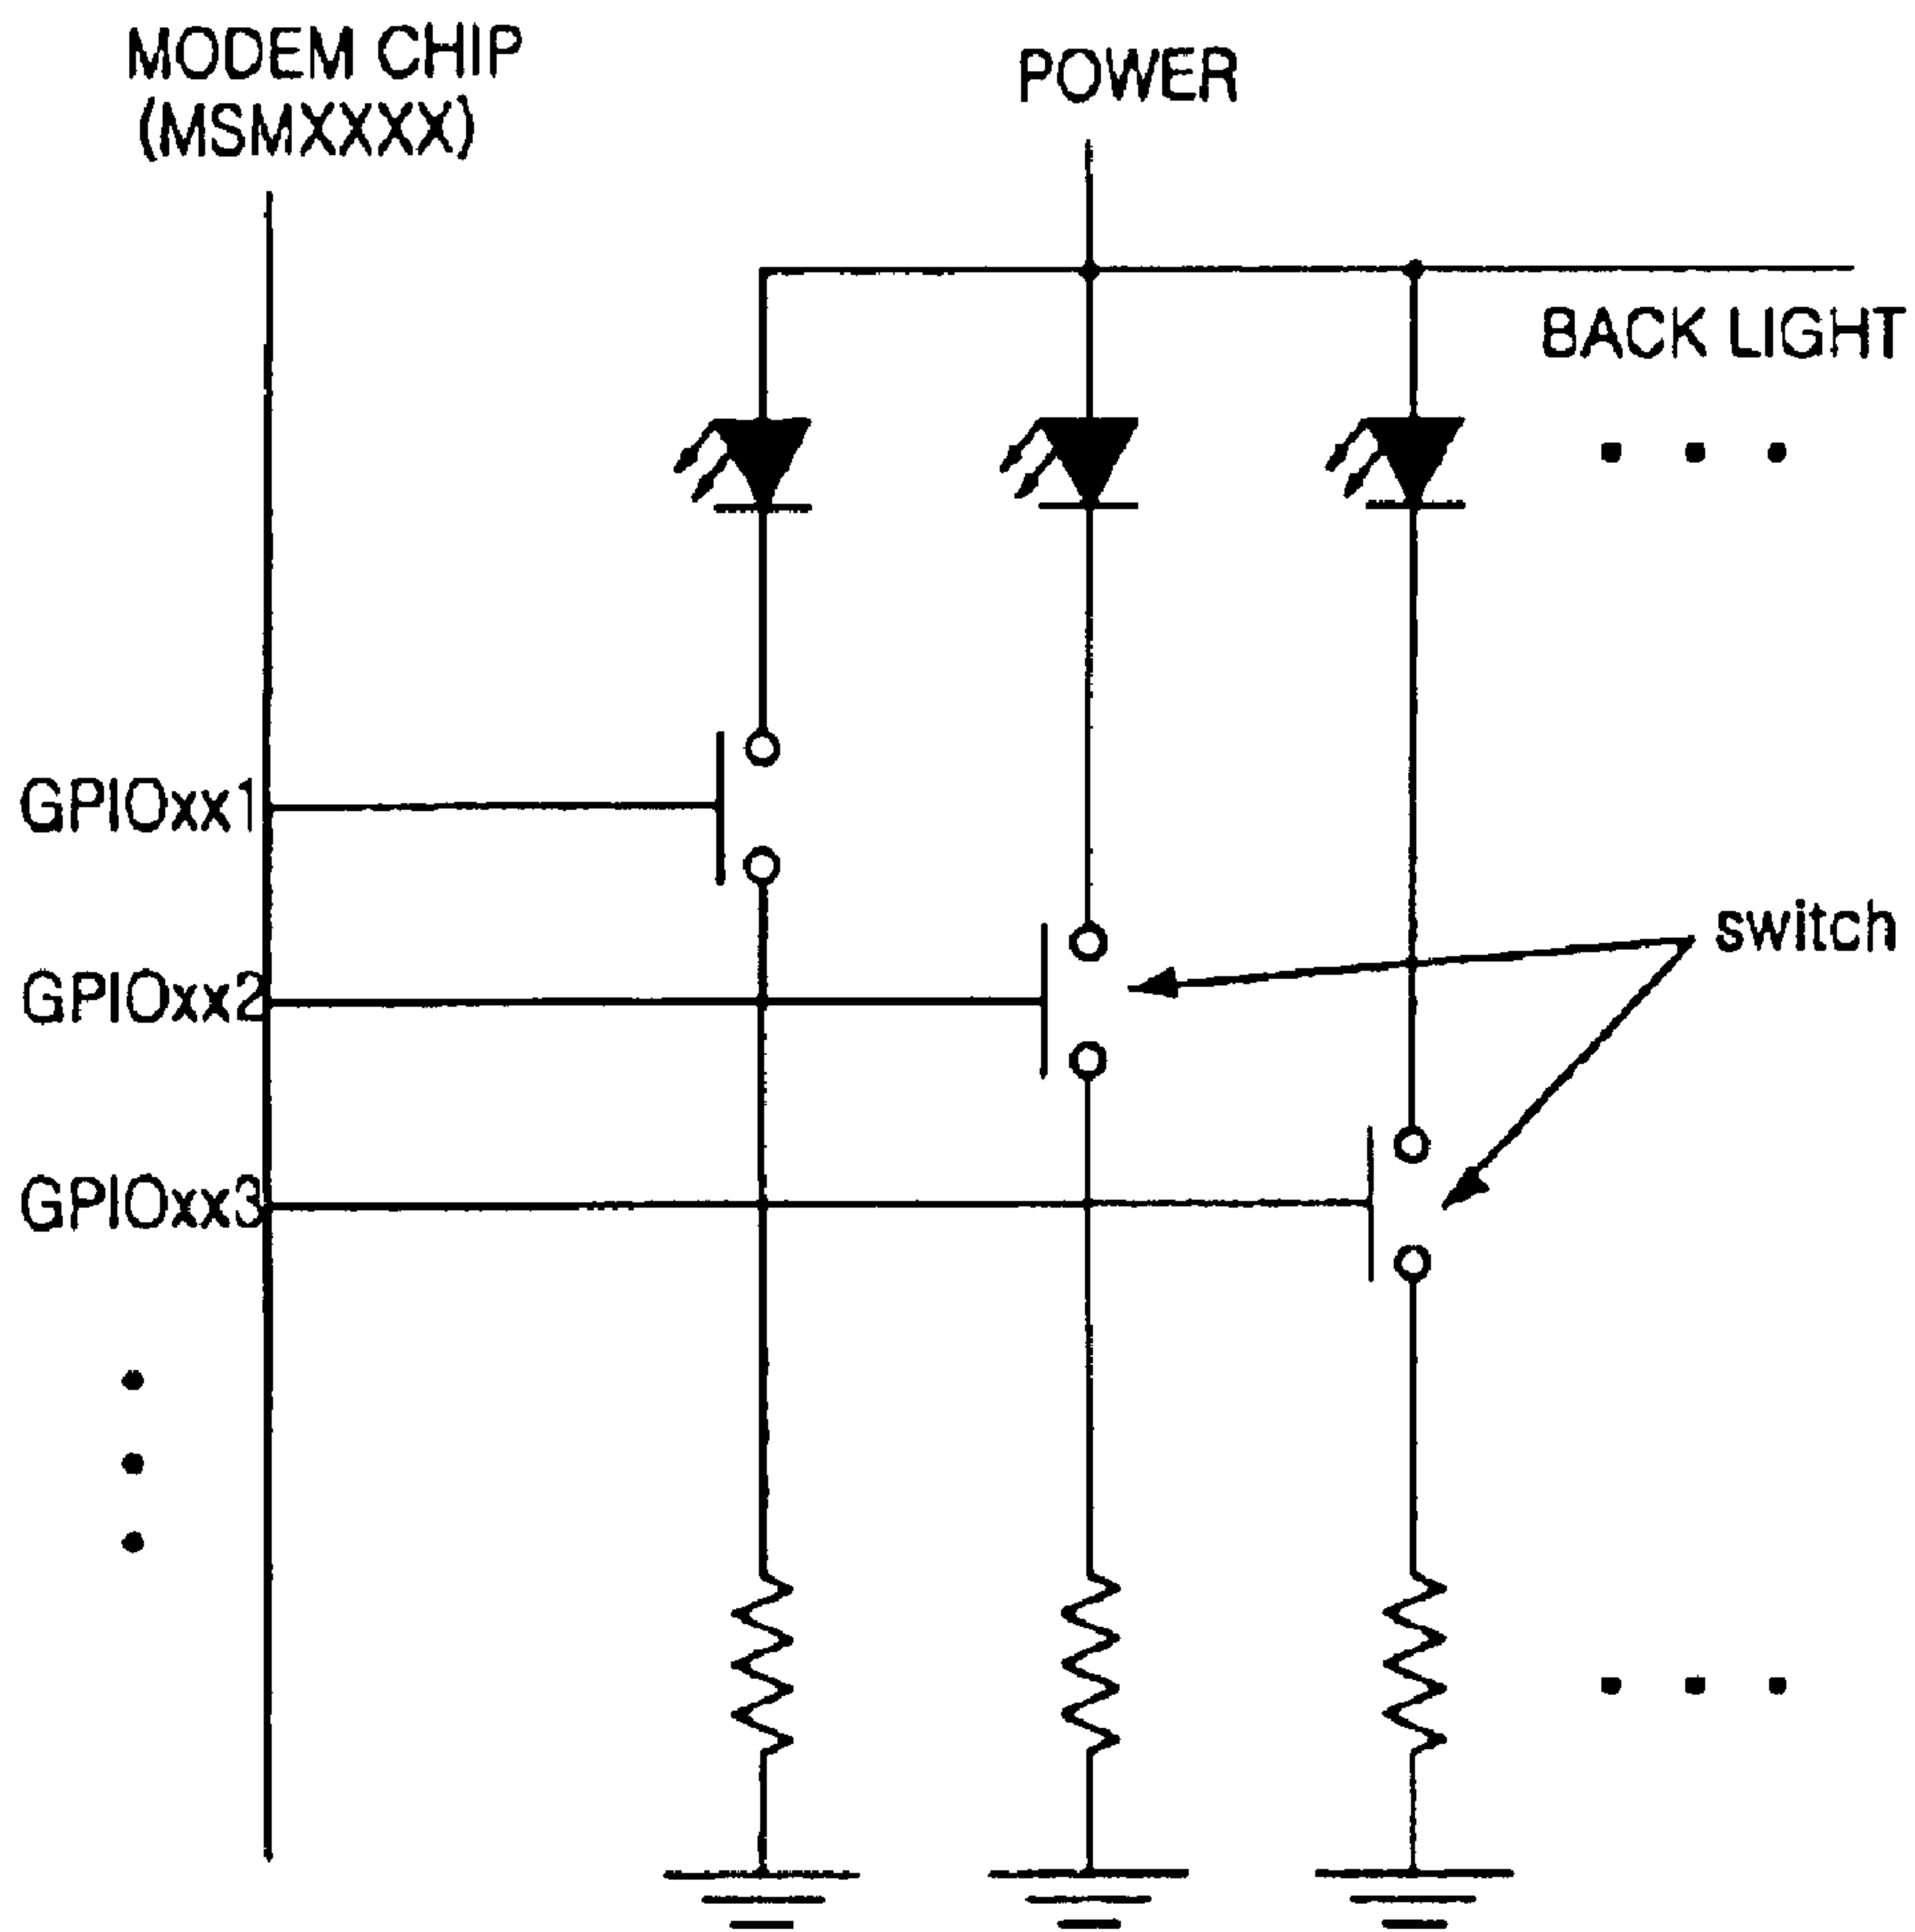 MODEM CHIP
(MSMXXXX)
POWER
BACK LIGHT
GPIOxx1
switch
GPIOxx2
GPIOxx3